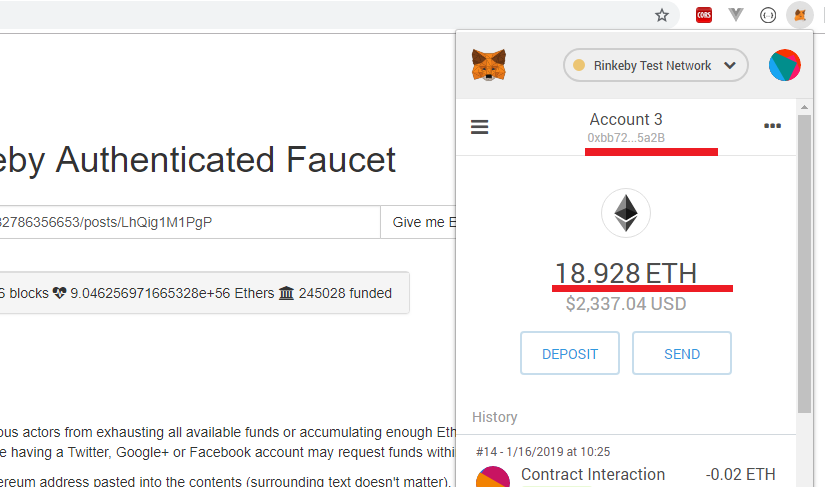 CORS
Rinkeby Test Network
Account 3
0xbb72...5a2B
eby Authenticated Faucet
82786356653/posts/LhQig1M1PgP
Give me E
6 blocks 9.046256971665328e+56 Ethers 245028 funded
18.928 ETH
$2,337.04 USD
DEPOSIT
SEND
History
ous actors from exhausting all available funds or accumulating enough Eth
e having a Twitter, Google+ or Facebook account may request funds withi
ereum address pasted into the contents (surrounding text doesn't matter).
#14 - 1/16/2019 at 10:25
Contract Interaction
-0.02 ETH